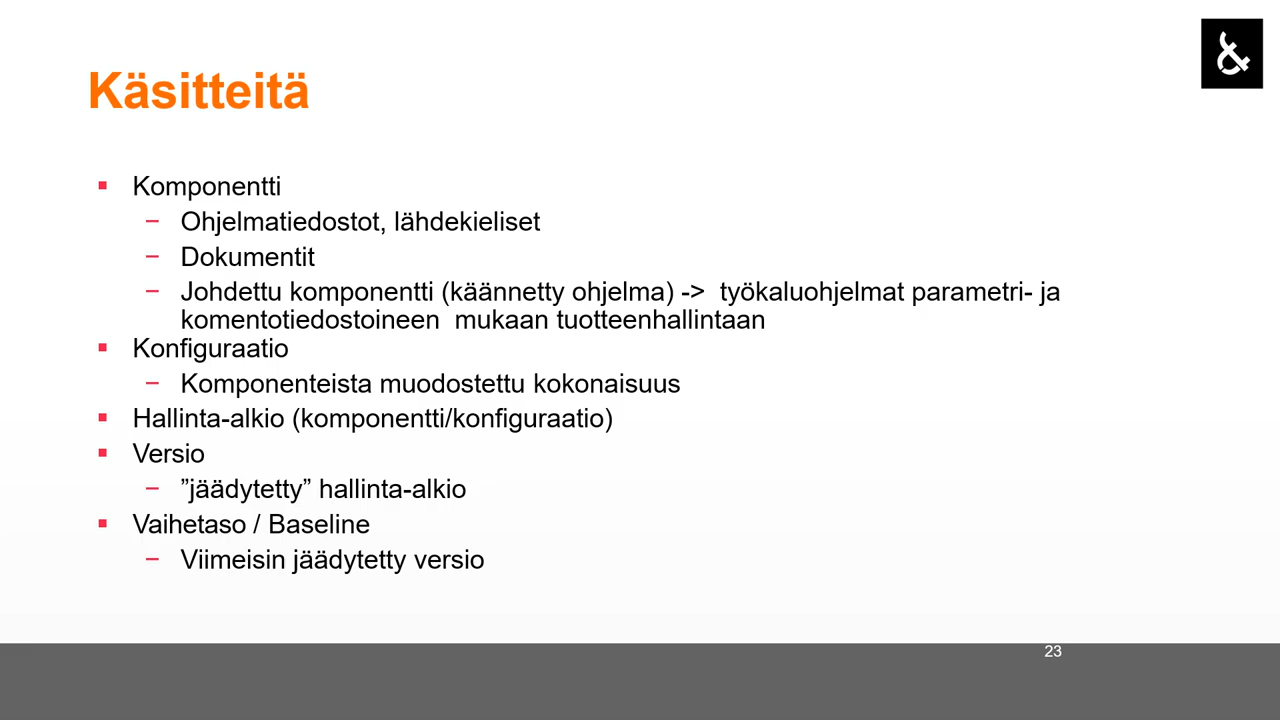 Käsitteitä
Komponentti
Ohjelmatiedostot, lähdekieliset
Dokumentit
Johdettu komponentti (käännetty ohjelma) -> työkaluohjelmat parametri- ja
komentotiedostoineen mukaan tuotteenhallintaan
Konfiguraatio
Komponenteista muodostettu kokonaisuus
Hallinta-alkio (komponentti/konfiguraatio)
Versio
”jäädytetty” hallinta-alkio
Vaihetaso / Baseline
Viimeisin jäädytetty versio
23